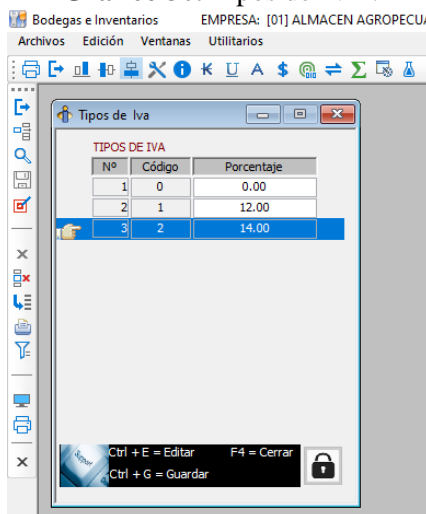 Bodegas e Inventarios EMPRESA: [01] ALMACEN AGROPECUA
Archivos Edición Ventanas Utilitarios
Tipos de Iva
TIPOS DE IVA
Nº Código Porcentaje
1 0 0.00
2 1 12.00
3 2 14.00
Support
Ctrl + E = Editar F4 = Cerrar
Ctrl + G = Guardar